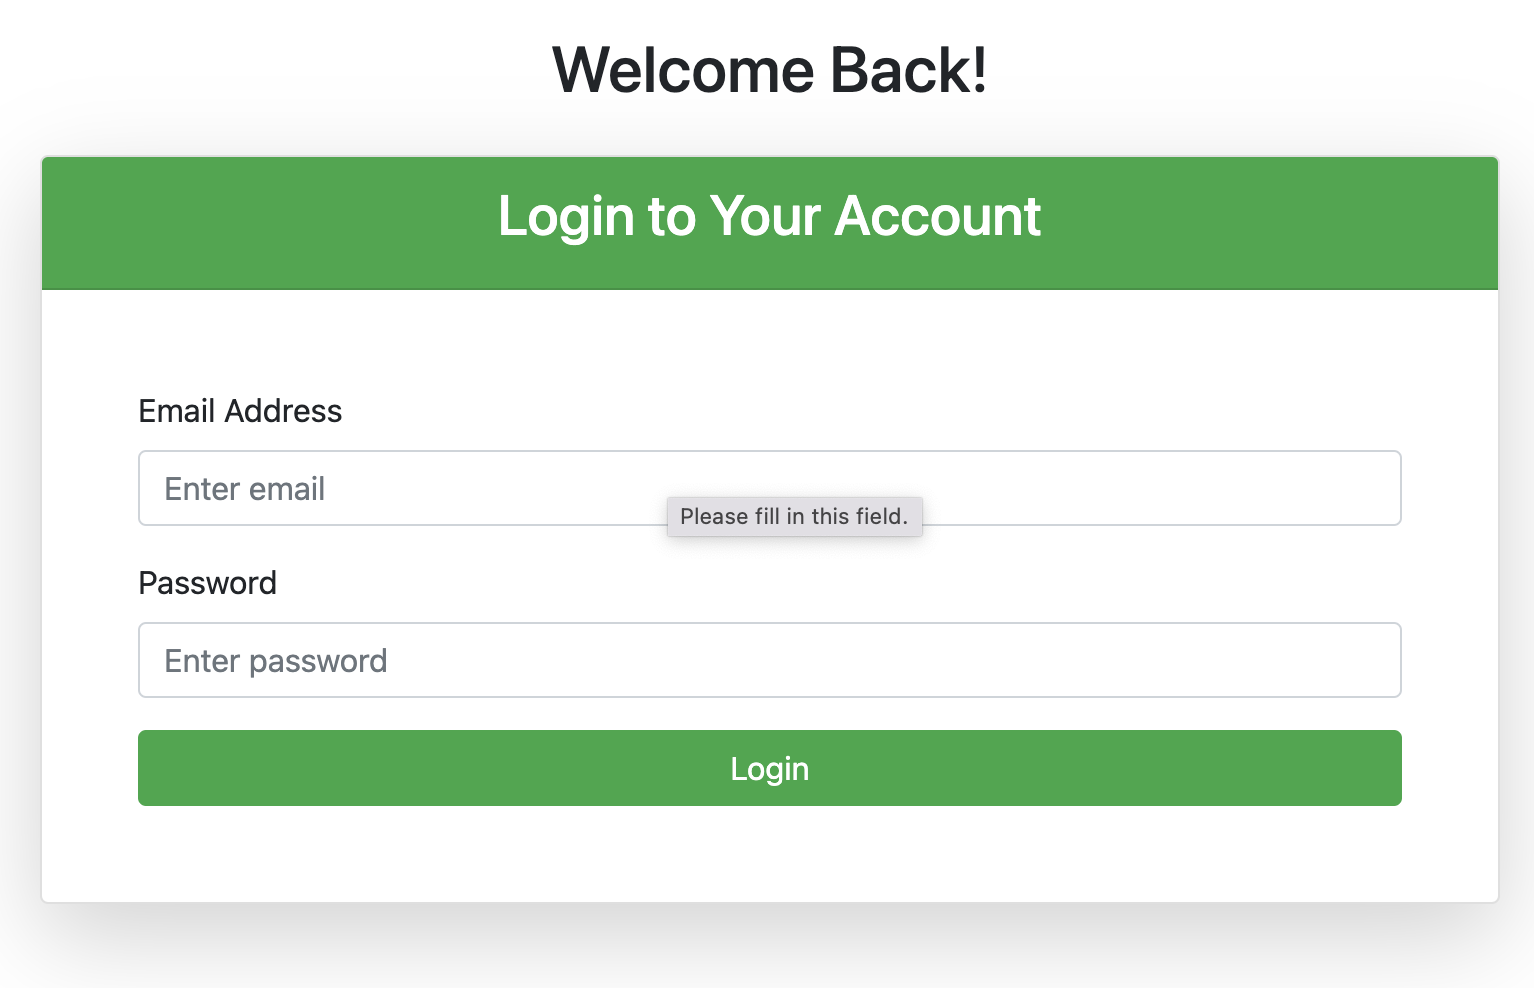 Welcome Back!
Login to Your Account
Email Address
Enter email
Please fill in this field.
Password
Enter password
Login